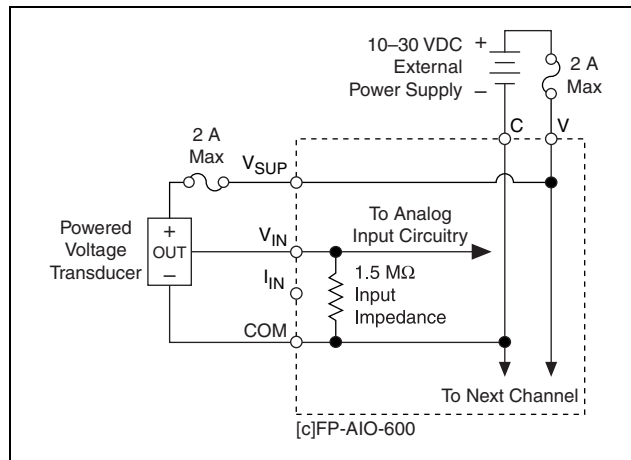 10–30 VDC
External
Power Supply
+
–
2 A
Max
C
V
2 A
Max
VSUP
Powered
Voltage
Transducer
+
OUT
–
VIN
To Analog
Input Circuitry
IIN
1.5 MΩ
Input
Impedance
COM
To Next Channel
[c]FP-AIO-600